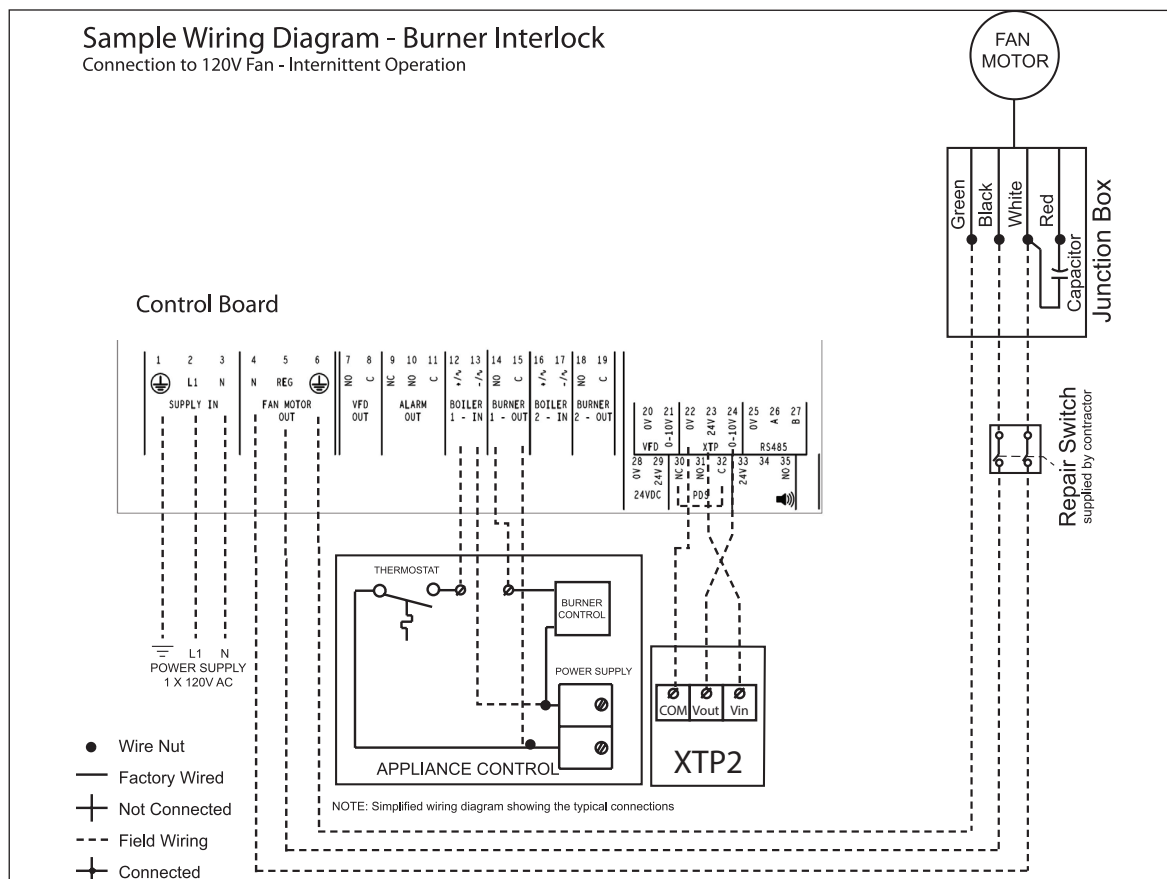 Sample Wiring Diagram - Burner Interlock
Connection to 120V Fan - Internittent Operation
FAN
MOTOR
Green
Black
White
Red
Capacitor
Junction Box
Control Board
1 2 3 4 5 6 7 8 9 10 11 12 13 14 15 16 17 18 19
L1 N N REG NO C NC NO C +/∿ -/∿ NO C +/∿ -/∿ NO C
SUPPLY IN
FAN MOTOR
OUT
VFD
OUT
ALARM
OUT
BOILER
1 - IN
BURNER
1 - OUT
BOILER
2 - IN
BURNER
2 - OUT
20 21 22 23 24 25 26 27
0V 0-10V 0V 24V 0-10V 0V A B
VFD XTP RS485
28 29 30 31 32 33 34 35
0V 24V NC NO C 24V NO
24VDC PDS
Repair Switch
supplied by contractor
THERMOSTAT
BURNER
CONTROL
POWER SUPPLY
APPLIANCE CONTROL
COM Vout Vin
XTP2
L1 N
POWER SUPPLY
1 X 120V AC
Wire Nut
Factory Wired
Not Connected
Field Wiring
Connected
NOTE: Simplified wiring diagram showing the typical connections